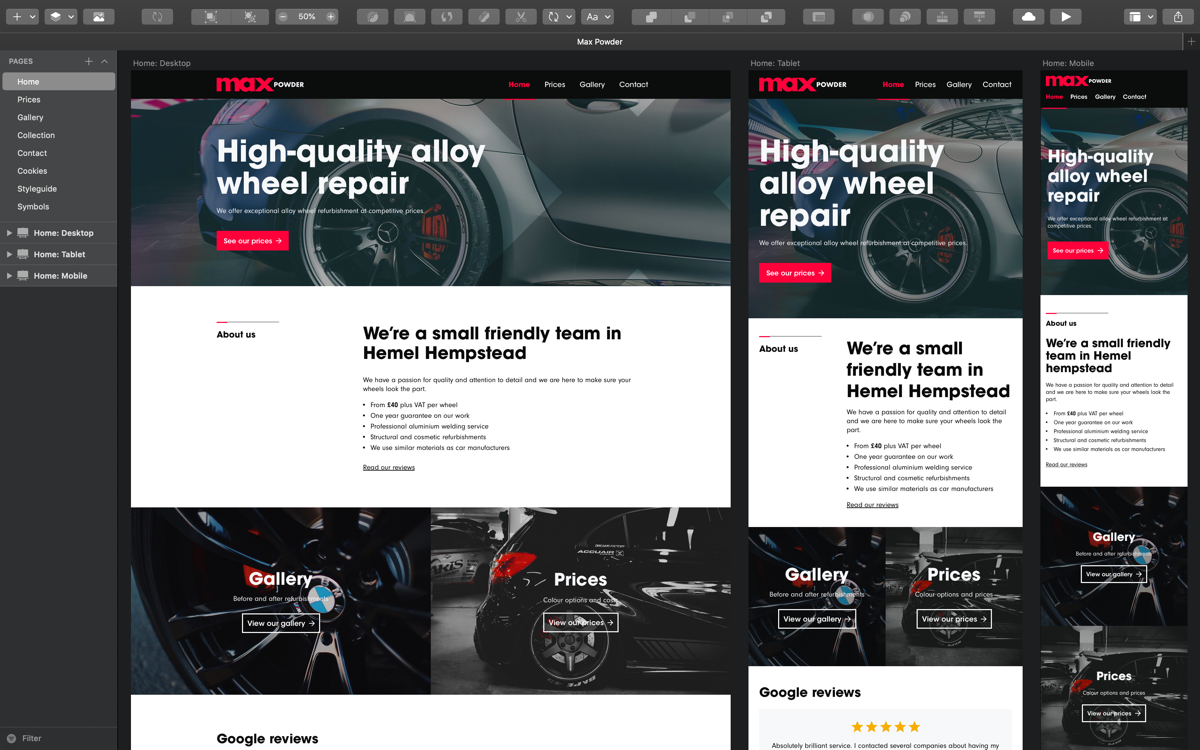 50%
Aa
Max Powder
PAGES
Home
Prices
Gallery
Collection
Contact
Cookies
Styleguide
Symbols
Home: Desktop
Home: Tablet
Home: Mobile
Filter
Home: Desktop
max POWDER
Home Prices Gallery Contact
High-quality alloy
wheel repair
We offer exceptional alloy wheel refurbishment at competitive prices.
See our prices →
About us
We're a small friendly team in
Hemel Hempstead
We have a passion for quality and attention to detail and we are here to make sure your
wheels look the part.
• From £40 plus VAT per wheel
• One year guarantee on our work
• Professional aluminium welding service
• Structural and cosmetic refurbishments
• We use similar materials as car manufacturers
Read our reviews
Gallery
Before and after refurbishments
View our gallery →
ACCUAIR
Prices
Colour options and cost
View our prices →
Google reviews
Home: Tablet
max POWDER
Home Prices Gallery Contact
High-quality
alloy wheel
repair
We offer exceptional alloy wheel refurbishment at competitive prices.
See our prices →
About us
We're a small
friendly team in
Hemel Hempstead
We have a passion for quality and attention to detail
and we are here to make sure your wheels look the
part.
• From £40 plus VAT per wheel
• One year guarantee on our work
• Professional aluminium welding service
• Structural and cosmetic refurbishments
• We use similar materials as car manufacturers
Read our reviews
Gallery
Before and after refurbishments
View our gallery →
Prices
Colour options and prices
View our prices →
Google reviews
Absolutely brilliant service. I contacted several companies about having my
Home: Mobile
max POWDER
Home Prices Gallery Contact
High-quality
alloy wheel
repair
We offer exceptional alloy wheel refurbishment at
competitive prices.
See our prices →
About us
We're a small friendly
team in Hemel
hempstead
We have a passion for quality and attention to detail
and we are here to make sure your wheels look the
part.
• From £40 plus VAT per wheel
• One year guarantee on our work
• Professional aluminium welding service
• Structural and cosmetic refurbishments
• We use similar materials as car manufacturers
Read our reviews
Gallery
Before and after refurbishments
View our gallery →
Prices
Colour options and prices
View our prices →